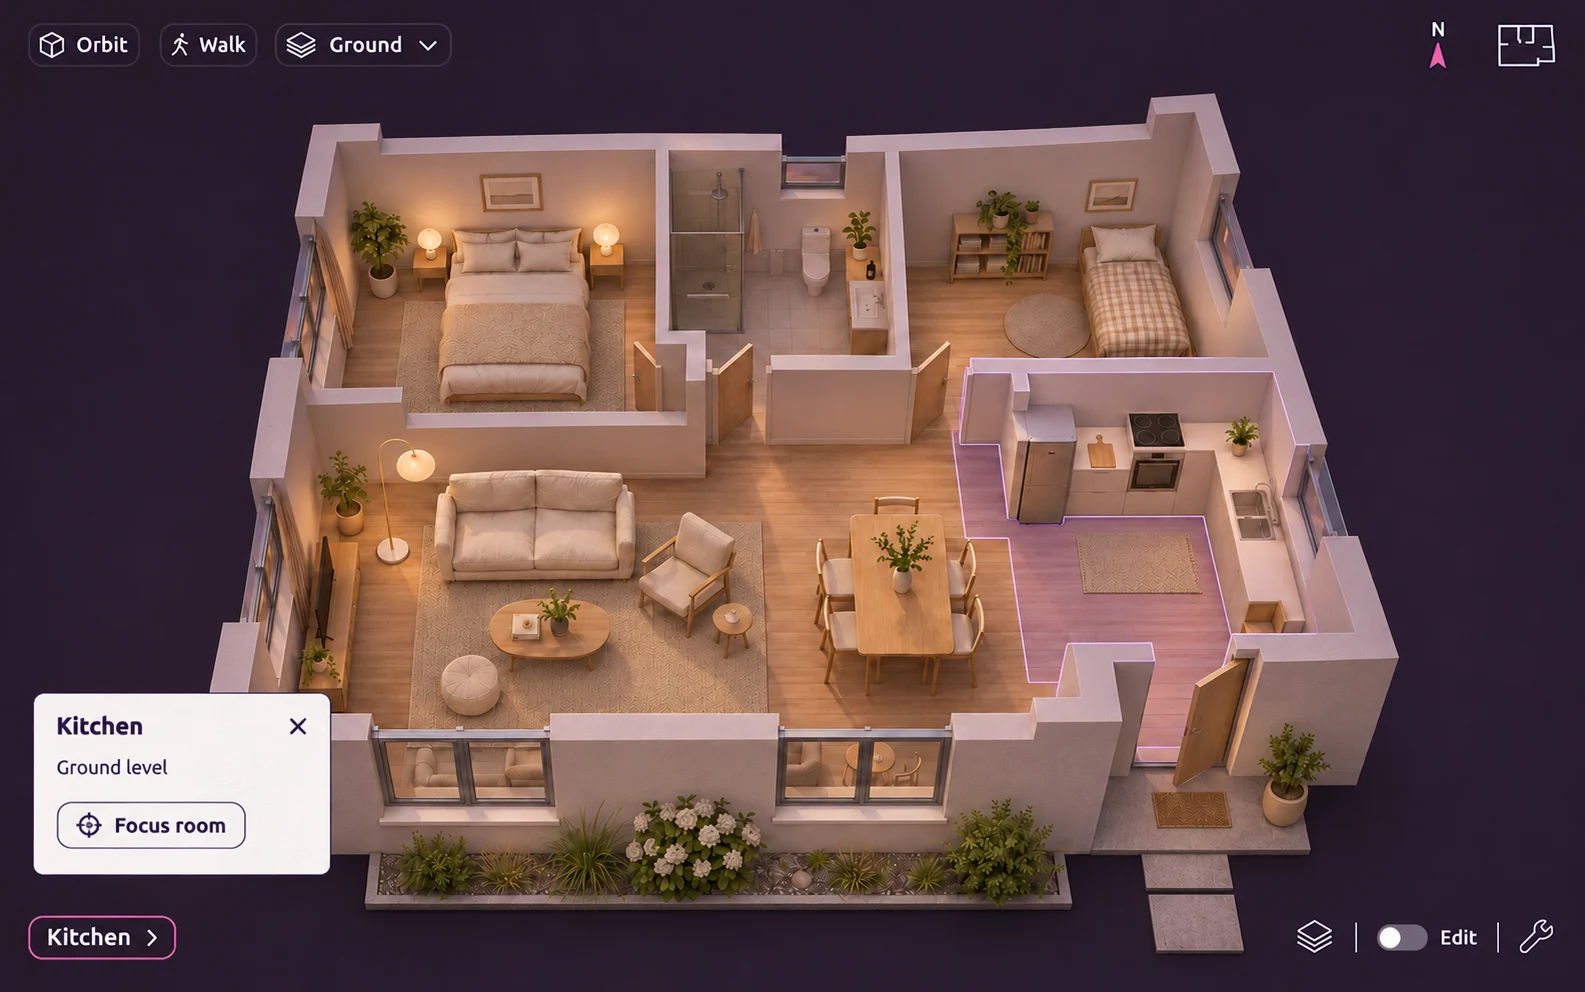 Orbit
Walk
Ground
N
Kitchen
Ground level
Focus room
Kitchen
Edit